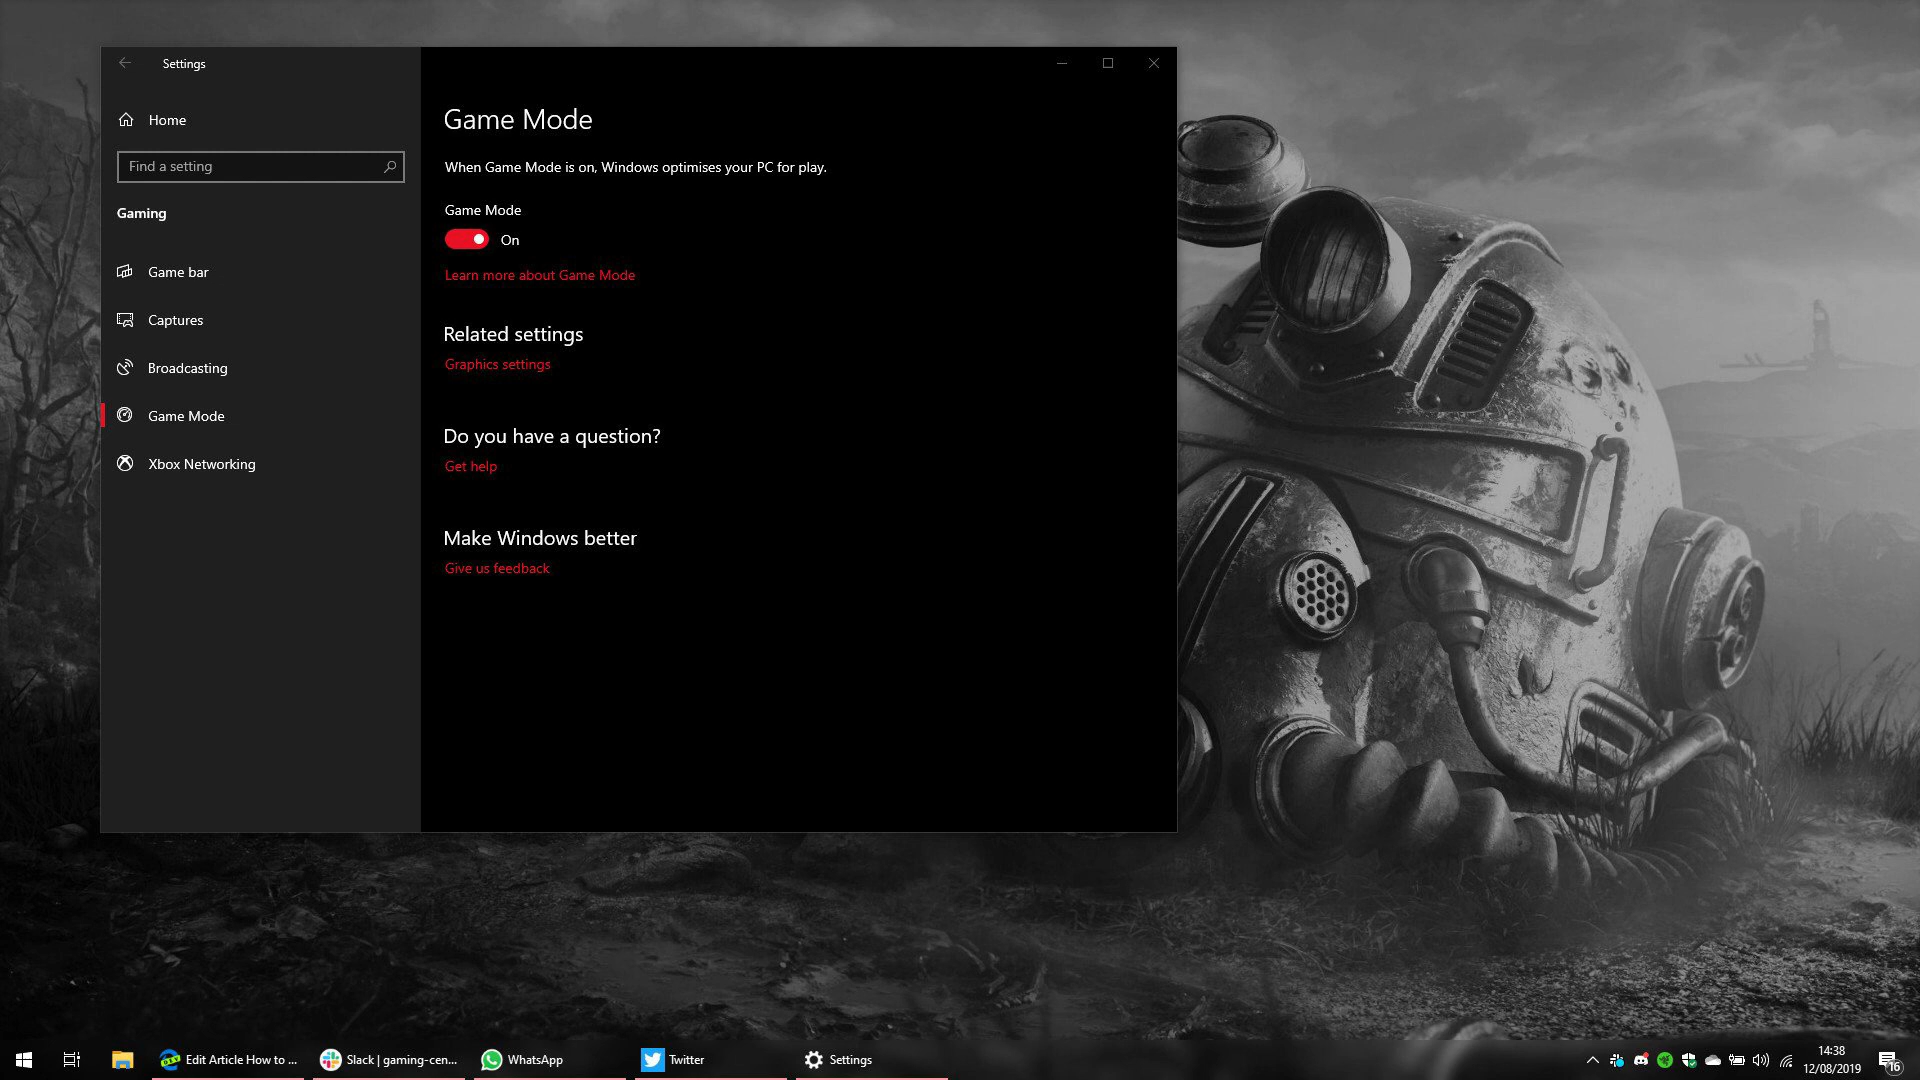 Settings
Home
Find a setting
Gaming
Game bar
Captures
Broadcasting
Game Mode
Xbox Networking
Game Mode
When Game Mode is on, Windows optimises your PC for play.
Game Mode
On
Learn more about Game Mode
Related settings
Graphics settings
Do you have a question?
Get help
Make Windows better
Give us feedback
Edit Article How to ...
Slack | gaming-cen...
WhatsApp
Twitter
Settings
14:38
12/08/2019
16